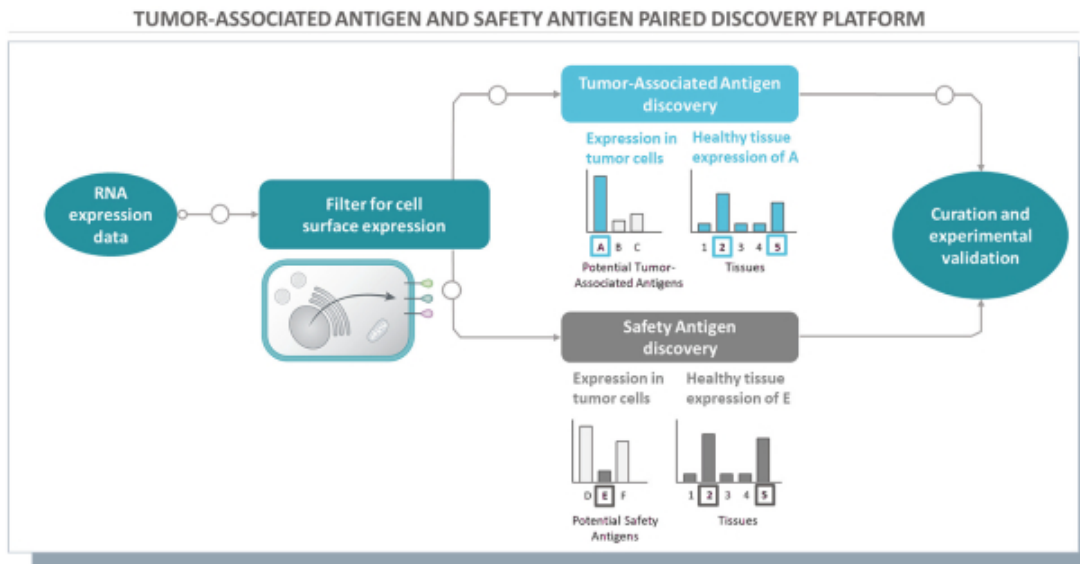 TUMOR-ASSOCIATED ANTIGEN AND SAFETY ANTIGEN PAIRED DISCOVERY PLATFORM
RNA
expression
data
Filter for cell
surface expression
Tumor-Associated Antigen
discovery
Expression in
tumor cells
Healthy tissue
expression of A
A B C
1 2 3 4 5
Potential Tumor-
Associated Antigens
Tissues
Safety Antigen
discovery
Expression in
tumor cells
Healthy tissue
expression of E
D E F
1 2 3 4 5
Potential Safety
Antigens
Tissues
Curation and
experimental
validation